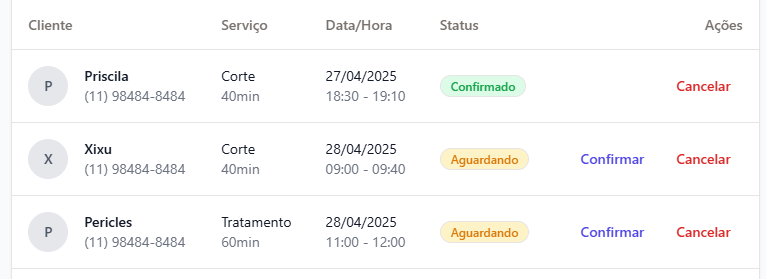 Cliente Serviço Data/Hora Status Ações
P Priscila Corte 27/04/2025 Confirmado Cancelar
(11) 98484-8484 40min 18:30 - 19:10
X Xixu Corte 28/04/2025 Aguardando Confirmar Cancelar
(11) 98484-8484 40min 09:00 - 09:40
P Pericles Tratamento 28/04/2025 Aguardando Confirmar Cancelar
(11) 98484-8484 60min 11:00 - 12:00